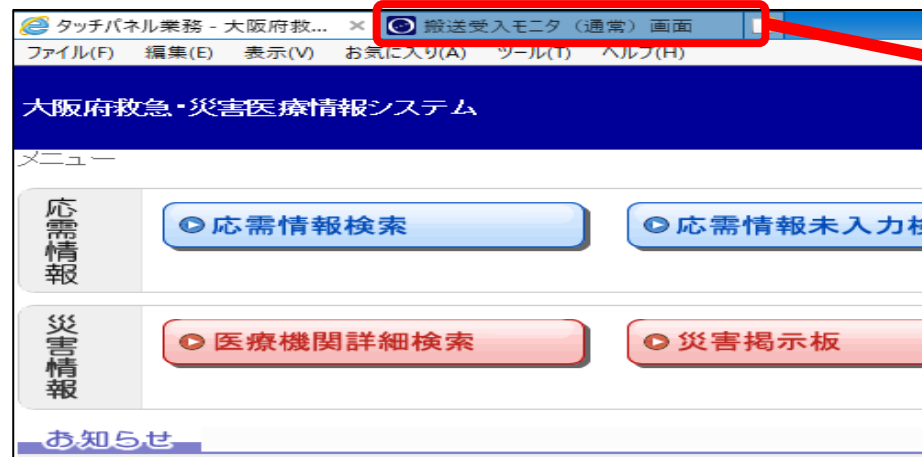 タッチパネル業務 - 大阪府救...
搬送受入モニタ（通常）画面
ファイル(F) 編集(E) 表示(V) お気に入り(A) ツール(T) ヘルプ(H)
大阪府救急・災害医療情報システム
メニュー
応需情報
応需情報検索
応需情報未入力検
災害情報
医療機関詳細検索
災害掲示板
お知らせ